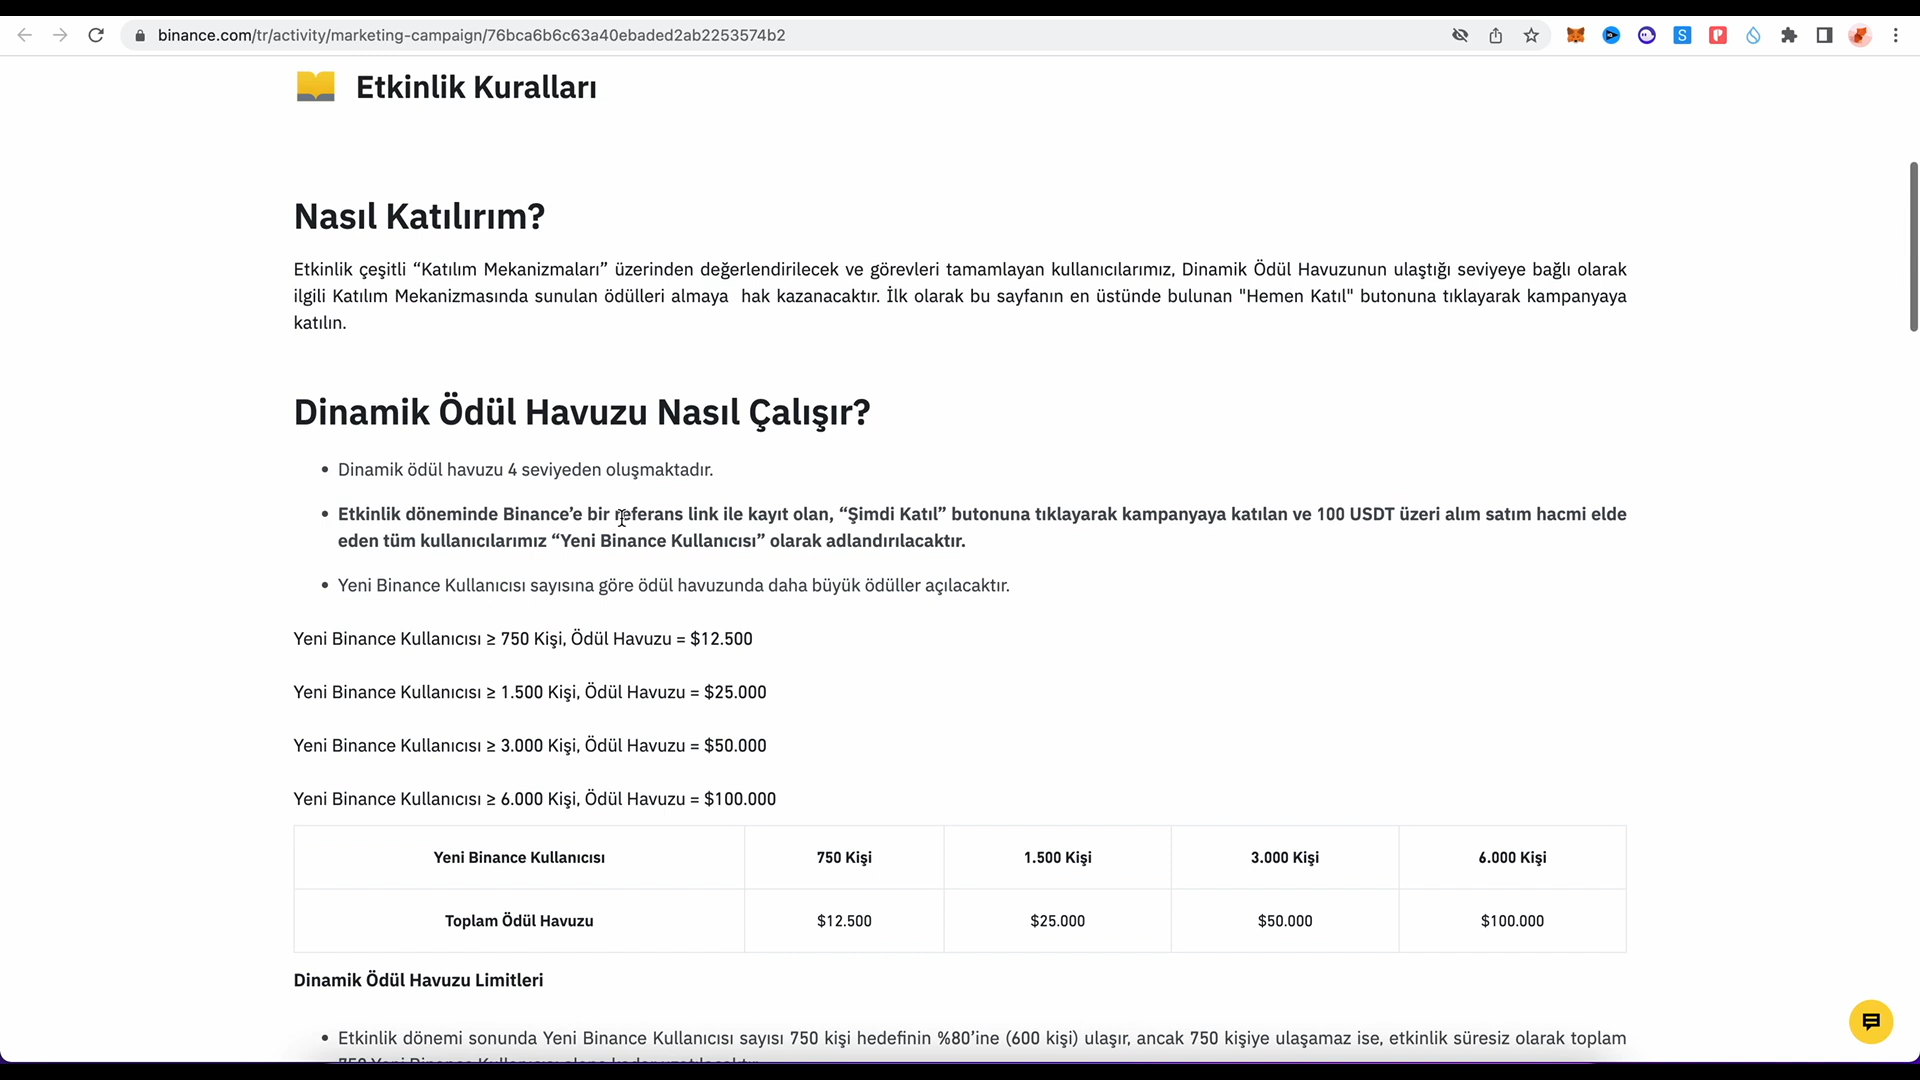 binance.com/tr/activity/marketing-campaign/76bca6b6c63a40ebaded2ab2253574b2
S
Etkinlik Kuralları
Nasıl Katılırım?
Etkinlik çeşitli “Katılım Mekanizmaları” üzerinden değerlendirilecek ve görevleri tamamlayan kullanıcılarımız, Dinamik Ödül Havuzunun ulaştığı seviyeye bağlı olarak
ilgili Katılım Mekanizmasında sunulan ödülleri almaya hak kazanacaktır. İlk olarak bu sayfanın en üstünde bulunan "Hemen Katıl" butonuna tıklayarak kampanyaya
katılın.
Dinamik Ödül Havuzu Nasıl Çalışır?
• Dinamik ödül havuzu 4 seviyeden oluşmaktadır.
• Etkinlik döneminde Binance’e bir referans link ile kayıt olan, “Şimdi Katıl” butonuna tıklayarak kampanyaya katılan ve 100 USDT üzeri alım satım hacmi elde
eden tüm kullanıcılarımız “Yeni Binance Kullanıcısı” olarak adlandırılacaktır.
• Yeni Binance Kullanıcısı sayısına göre ödül havuzunda daha büyük ödüller açılacaktır.
Yeni Binance Kullanıcısı ≥ 750 Kişi, Ödül Havuzu = $12.500
Yeni Binance Kullanıcısı ≥ 1.500 Kişi, Ödül Havuzu = $25.000
Yeni Binance Kullanıcısı ≥ 3.000 Kişi, Ödül Havuzu = $50.000
Yeni Binance Kullanıcısı ≥ 6.000 Kişi, Ödül Havuzu = $100.000
Yeni Binance Kullanıcısı 750 Kişi 1.500 Kişi 3.000 Kişi 6.000 Kişi
Toplam Ödül Havuzu $12.500 $25.000 $50.000 $100.000
Dinamik Ödül Havuzu Limitleri
• Etkinlik dönemi sonunda Yeni Binance Kullanıcısı sayısı 750 kişi hedefinin %80’ine (600 kişi) ulaşır, ancak 750 kişiye ulaşamaz ise, etkinlik süresiz olarak toplam
750 Yeni Binance Kullanıcısı olana kadar uzatılacaktır.